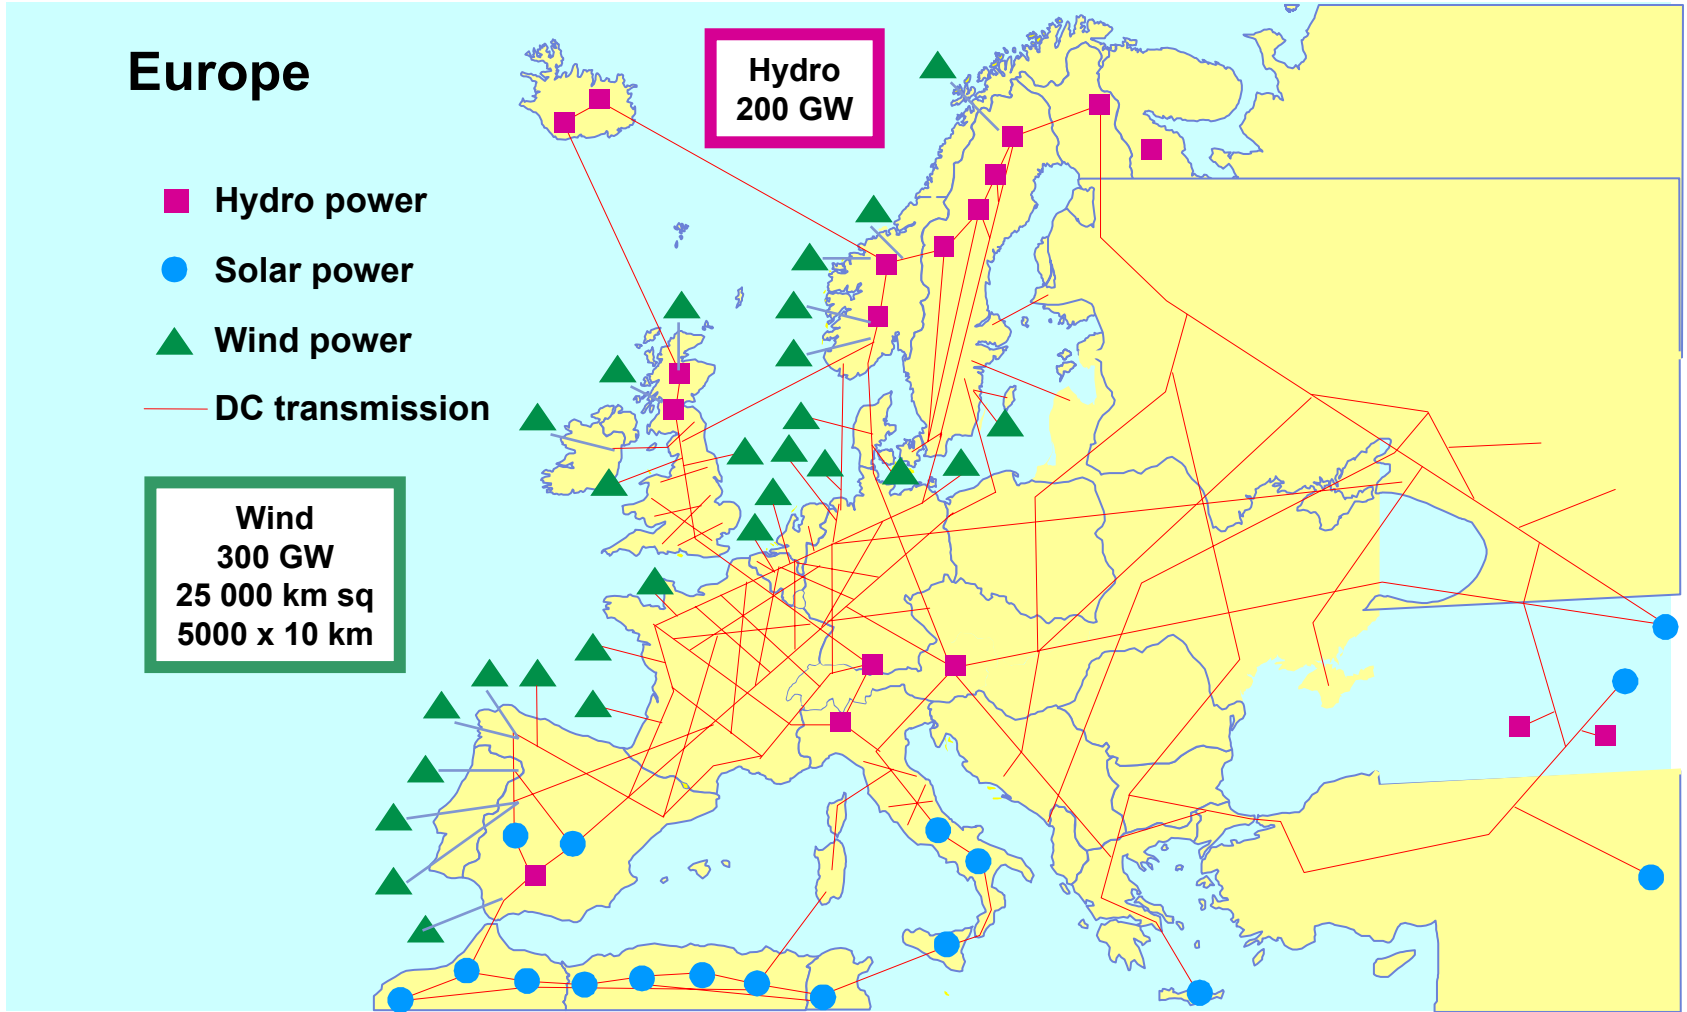 Europe
Hydro
200 GW
Hydro power
Solar power
Wind power
DC transmission
Wind
300 GW
25 000 km sq
5000 x 10 km